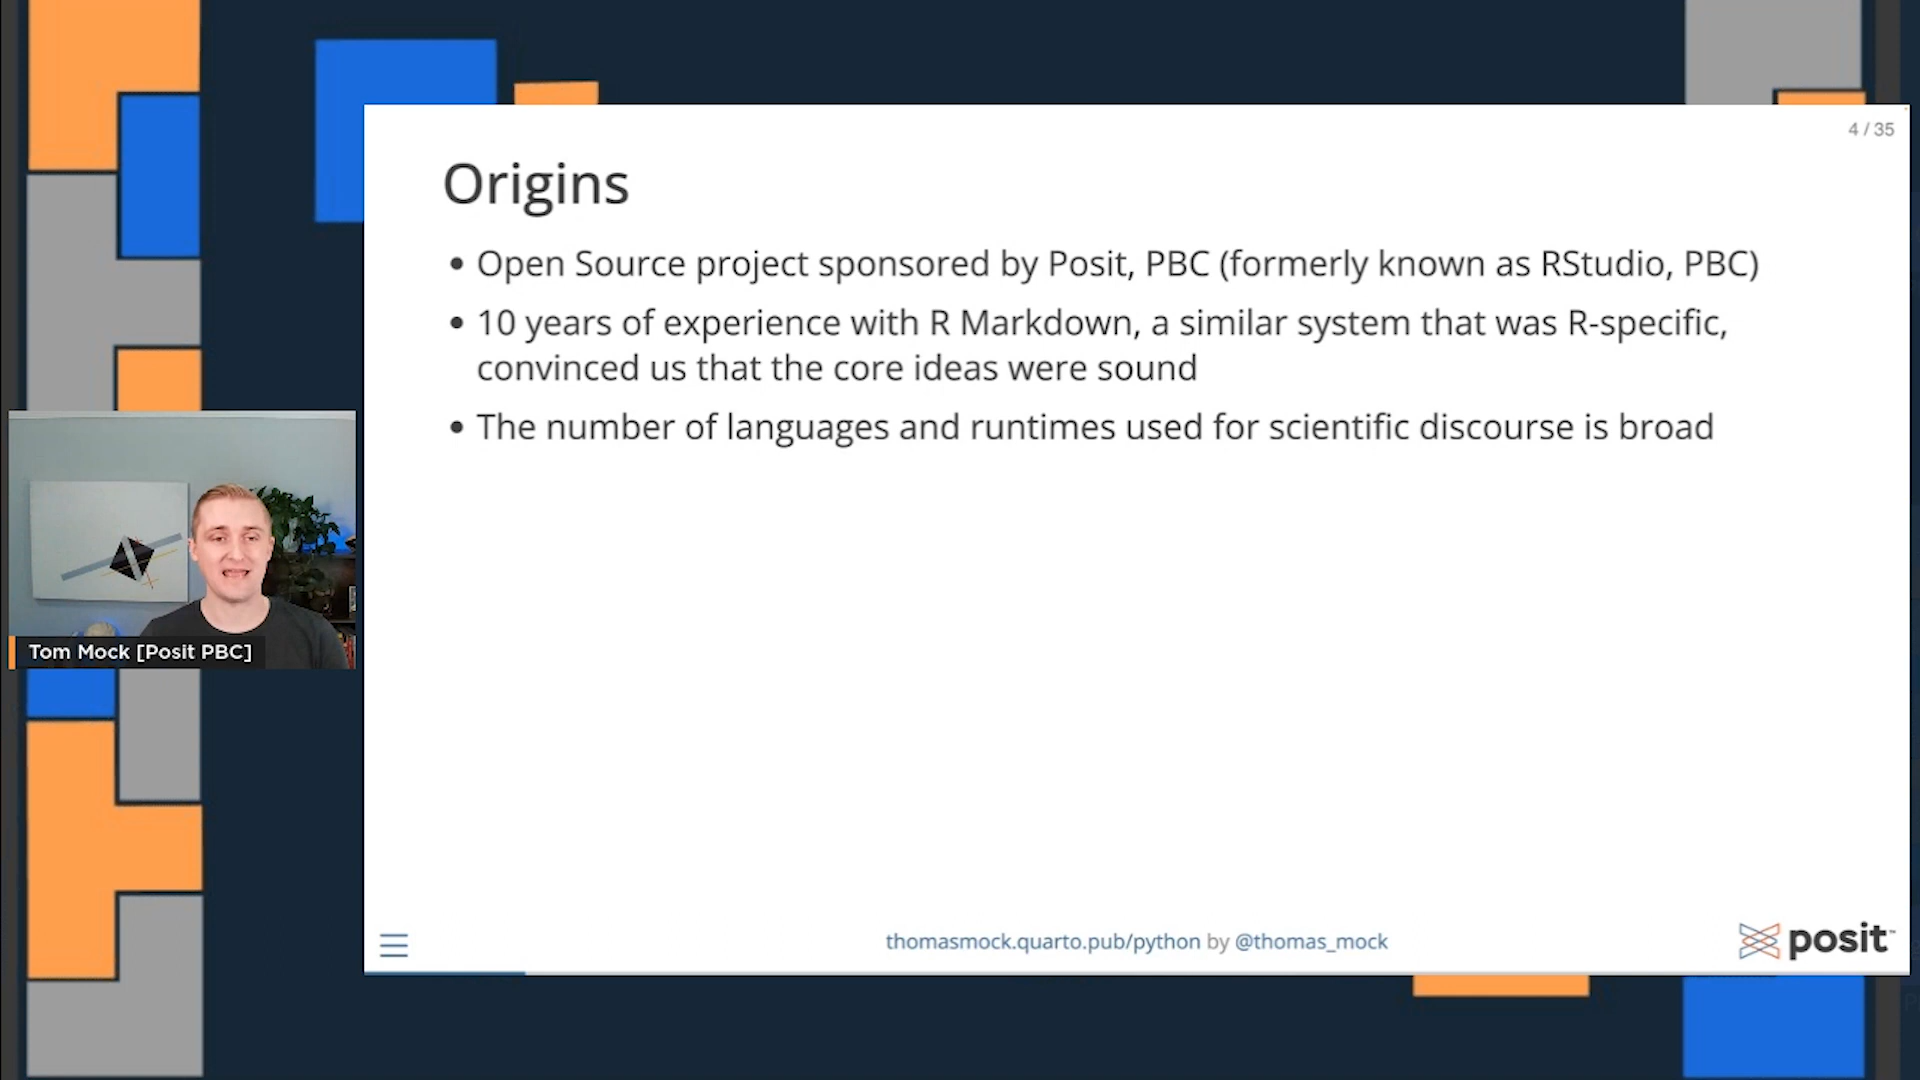 4 / 35
Origins
• Open Source project sponsored by Posit, PBC (formerly known as RStudio, PBC)
• 10 years of experience with R Markdown, a similar system that was R-specific,
convinced us that the core ideas were sound
• The number of languages and runtimes used for scientific discourse is broad
Tom Mock [Posit PBC]
thomasmock.quarto.pub/python by @thomas_mock
posit™